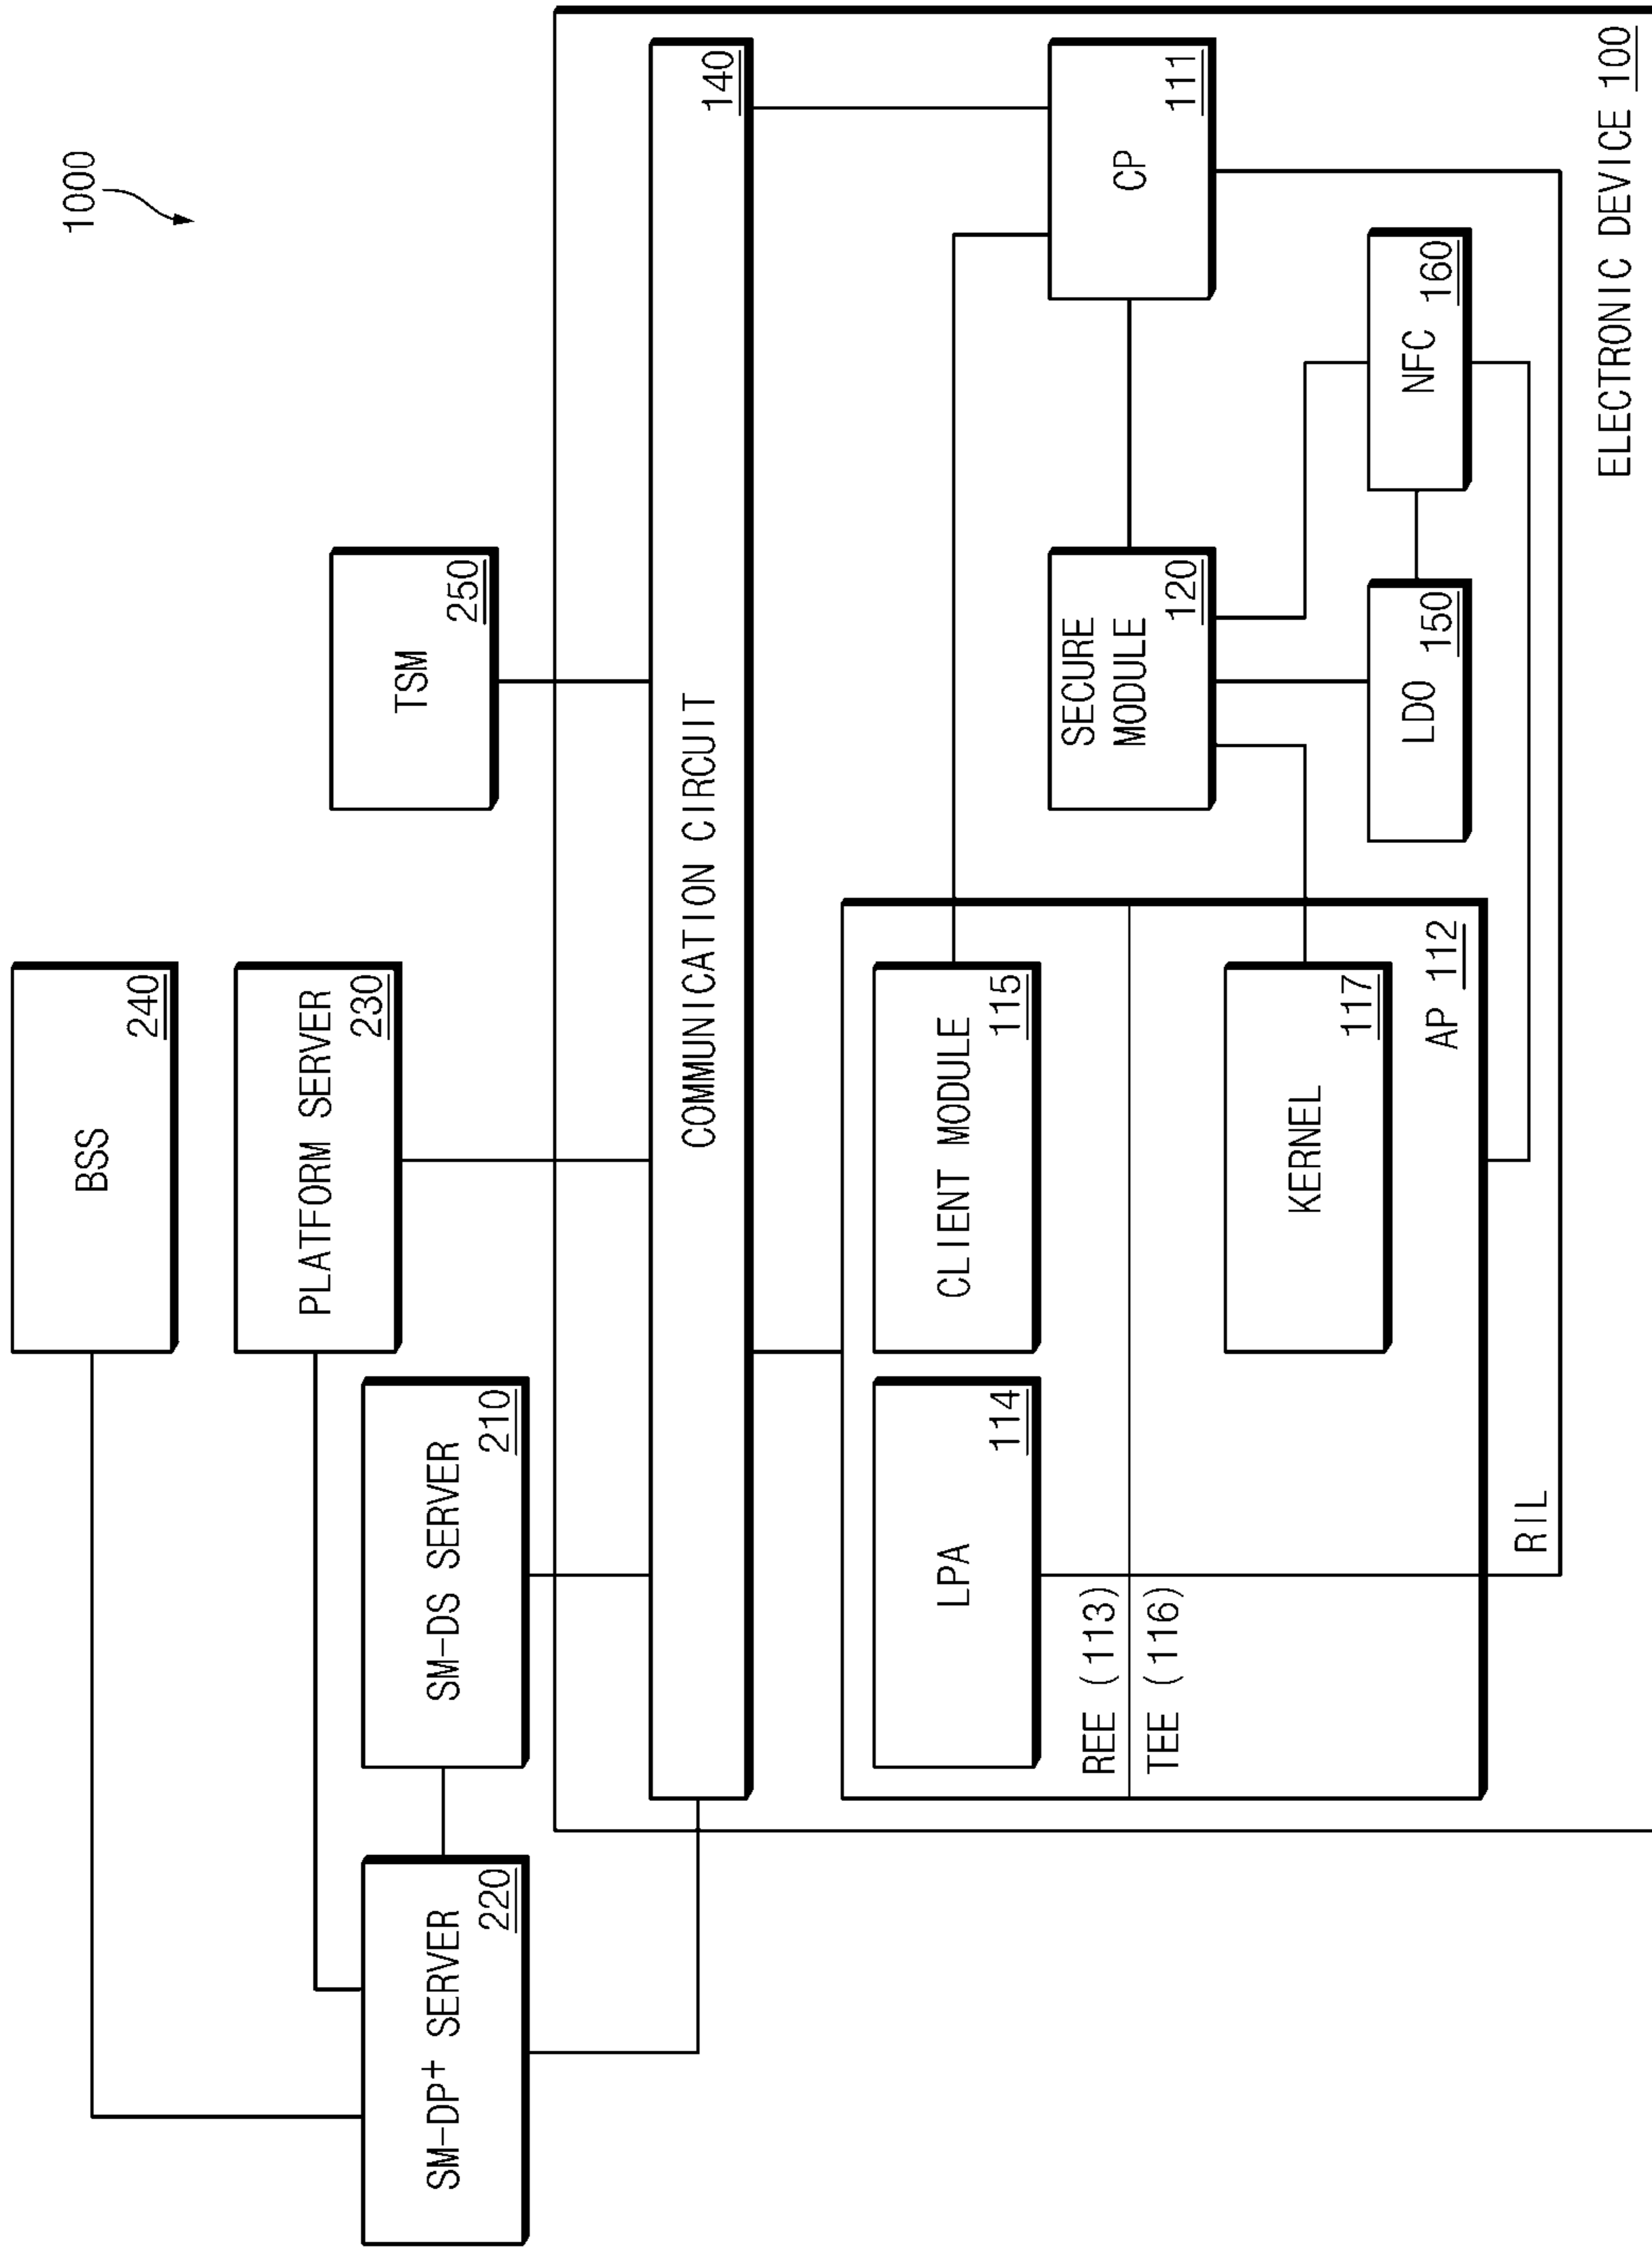 1000
BSS
240
PLATFORM SERVER
230
SM-DP+ SERVER
220
SM-DS SERVER
210
TSM
250
COMMUNICATION CIRCUIT
140
LPA
114
CLIENT MODULE
115
REE (113)
TEE (116)
KERNEL
117
AP 112
SECURE
MODULE
120
CP
111
LDO
150
NFC 160
RIL
ELECTRONIC DEVICE 100